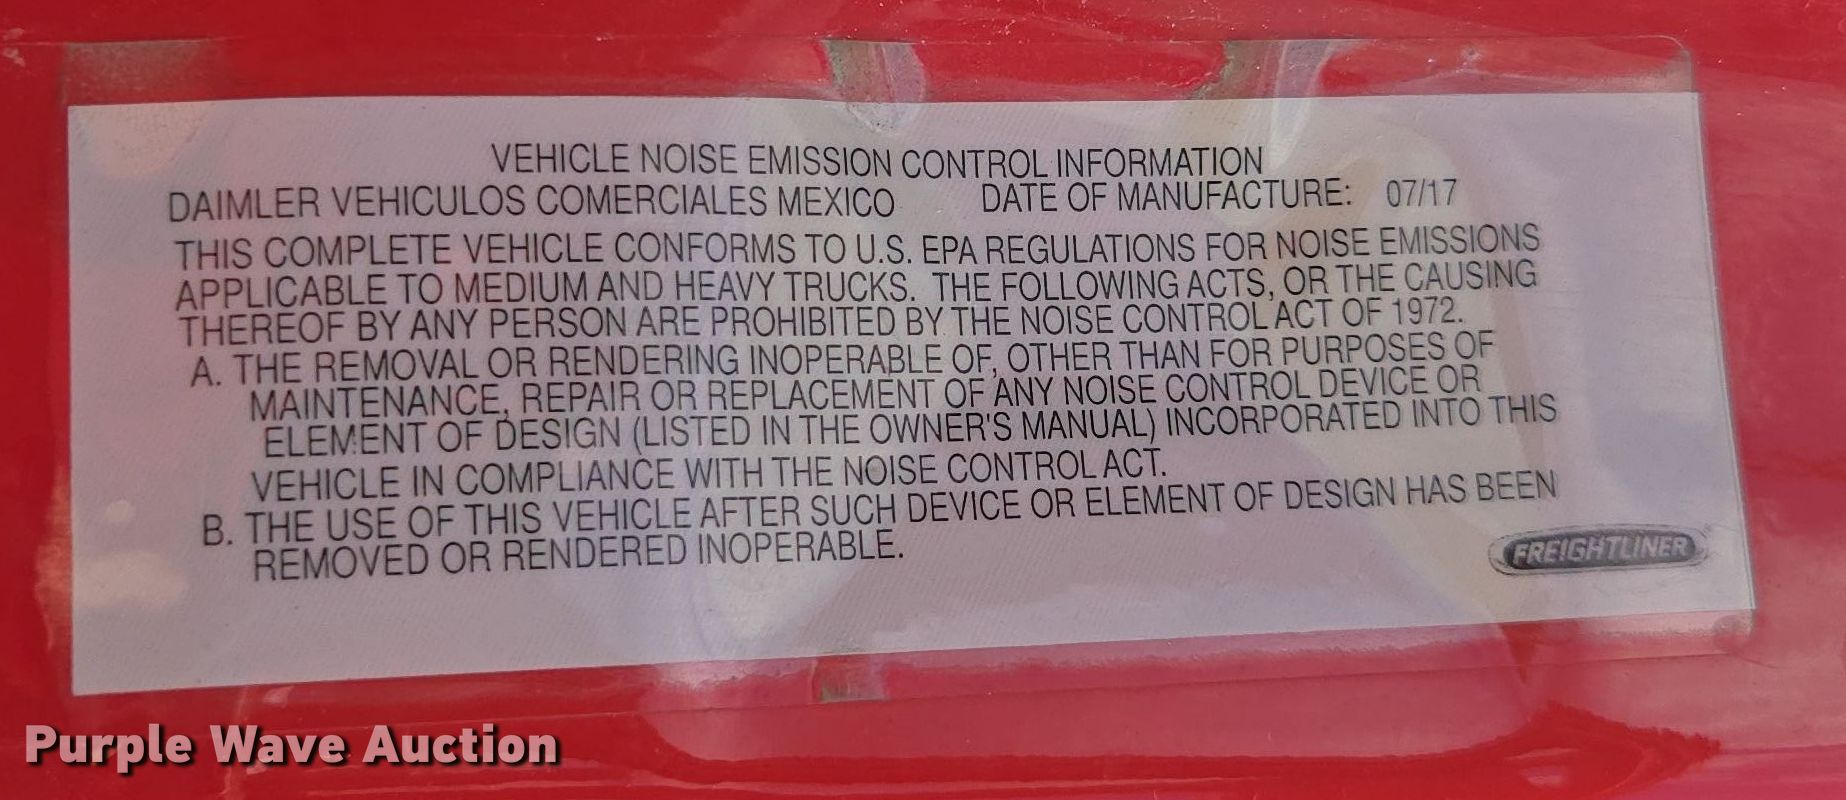 VEHICLE NOISE EMISSION CONTROL INFORMATION
DAIMLER VEHICULOS COMERCIALES MEXICO DATE OF MANUFACTURE: 07/17
THIS COMPLETE VEHICLE CONFORMS TO U.S. EPA REGULATIONS FOR NOISE EMISSIONS
APPLICABLE TO MEDIUM AND HEAVY TRUCKS. THE FOLLOWING ACTS, OR THE CAUSING
THEREOF BY ANY PERSON ARE PROHIBITED BY THE NOISE CONTROL ACT OF 1972.
A. THE REMOVAL OR RENDERING INOPERABLE OF, OTHER THAN FOR PURPOSES OF
MAINTENANCE, REPAIR OR REPLACEMENT OF ANY NOISE CONTROL DEVICE OR
ELEMENT OF DESIGN (LISTED IN THE OWNER'S MANUAL) INCORPORATED INTO THIS
VEHICLE IN COMPLIANCE WITH THE NOISE CONTROL ACT.
B. THE USE OF THIS VEHICLE AFTER SUCH DEVICE OR ELEMENT OF DESIGN HAS BEEN
REMOVED OR RENDERED INOPERABLE.
FREIGHTLINER
Purple Wave Auction